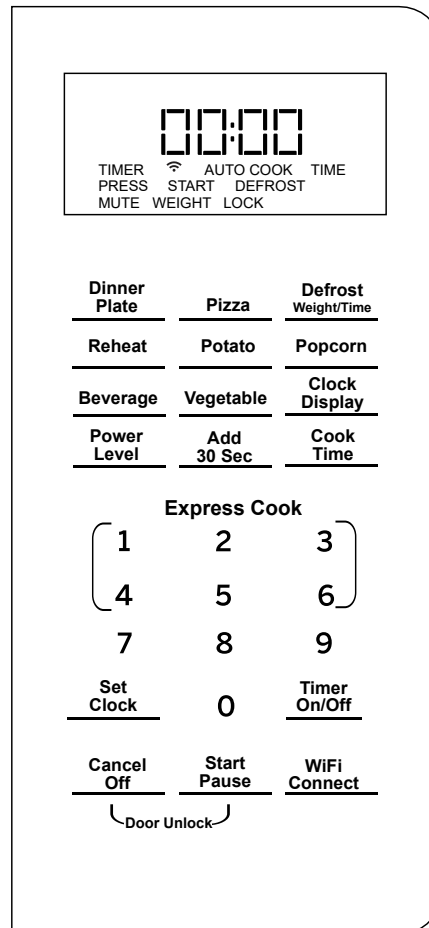 00:00
TIMER AUTO COOK TIME
PRESS START DEFROST
MUTE WEIGHT LOCK
Dinner Plate Pizza Defrost Weight/Time
Reheat Potato Popcorn
Beverage Vegetable Clock Display
Power Level Add 30 Sec Cook Time
Express Cook
1 2 3
4 5 6
7 8 9
Set Clock 0 Timer On/Off
Cancel Off Start Pause WiFi Connect
Door Unlock